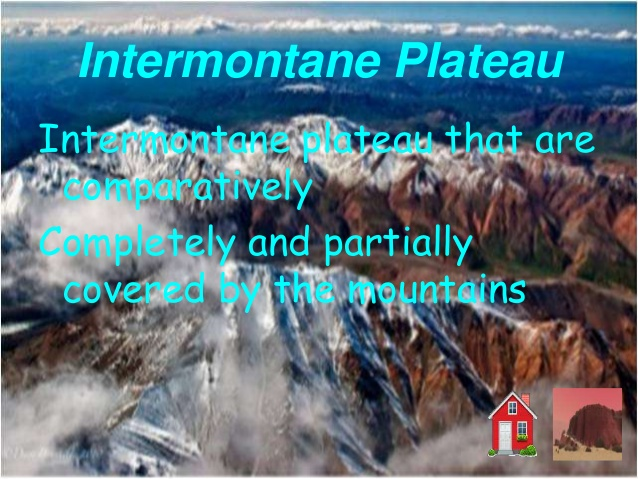 Intermontane Plateau
Intermontane plateau that are
comparatively
Completely and partially
covered by the mountains